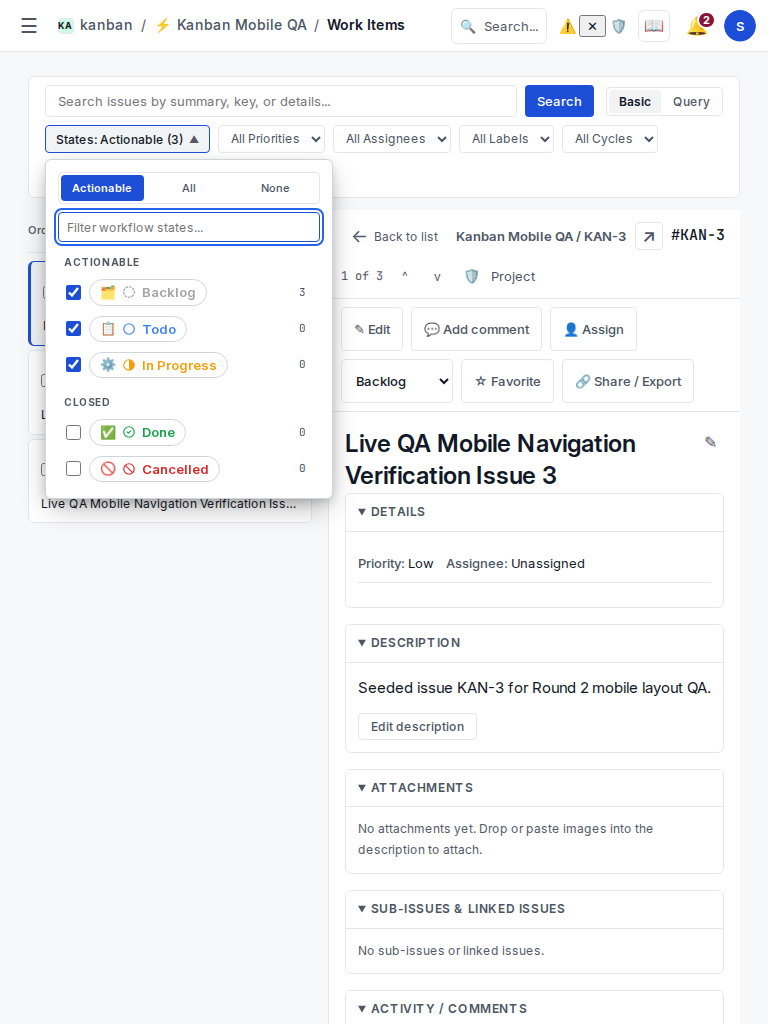 KA kanban / Kanban Mobile QA / Work Items
Search...
2
S
Search issues by summary, key, or details...
Search
Basic
Query
States: Actionable (3)
All Priorities
All Assignees
All Labels
All Cycles
Actionable
All
None
Filter workflow states...
ACTIONABLE
Backlog 3
Todo 0
In Progress 0
CLOSED
Done 0
Cancelled 0
Live QA Mobile Navigation Verification Iss...
← Back to list
Kanban Mobile QA / KAN-3
#KAN-3
1 of 3 ^ v
Project
Edit
Add comment
Assign
Backlog
Favorite
Share / Export
Live QA Mobile Navigation
Verification Issue 3
DETAILS
Priority: Low Assignee: Unassigned
DESCRIPTION
Seeded issue KAN-3 for Round 2 mobile layout QA.
Edit description
ATTACHMENTS
No attachments yet. Drop or paste images into the
description to attach.
SUB-ISSUES & LINKED ISSUES
No sub-issues or linked issues.
ACTIVITY / COMMENTS